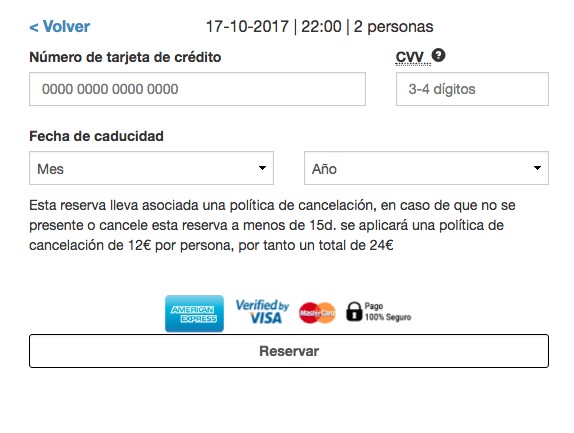 < Volver 17-10-2017 | 22:00 | 2 personas
Número de tarjeta de crédito CVV ?
0000 0000 0000 0000 3-4 dígitos
Fecha de caducidad
Mes Año
Esta reserva lleva asociada una política de cancelación, en caso de que no se
presente o cancele esta reserva a menos de 15d. se aplicará una política de
cancelación de 12€ por persona, por tanto un total de 24€
AMERICAN EXPRESS Verified by VISA MasterCard Pago 100% Seguro
Reservar